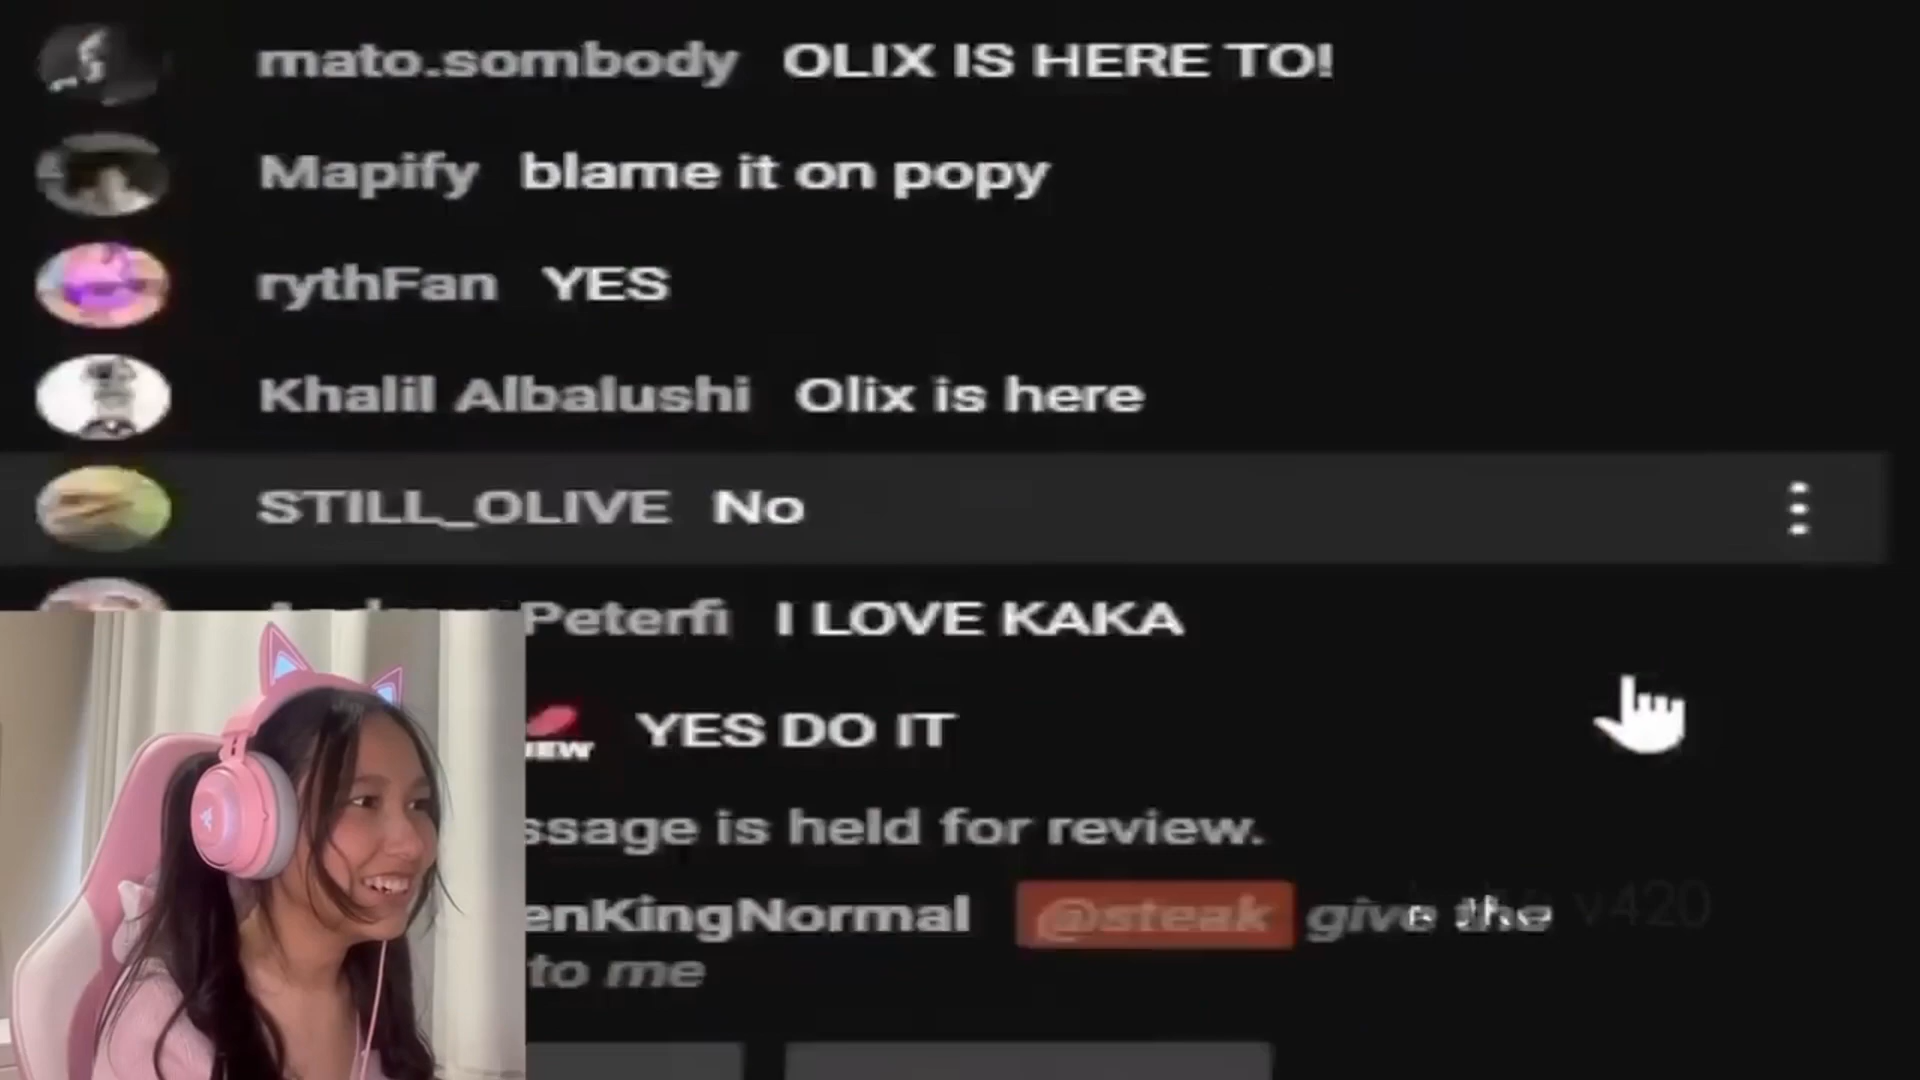 mato.sombody OLIX IS HERE TO!
Mapify blame it on popy
rythFan YES
Khalil Albalushi Olix is here
STILL_OLIVE No
Peterfi I LOVE KAKA
YES DO IT
ssage is held for review.
enKingNormal @steak give the
to me